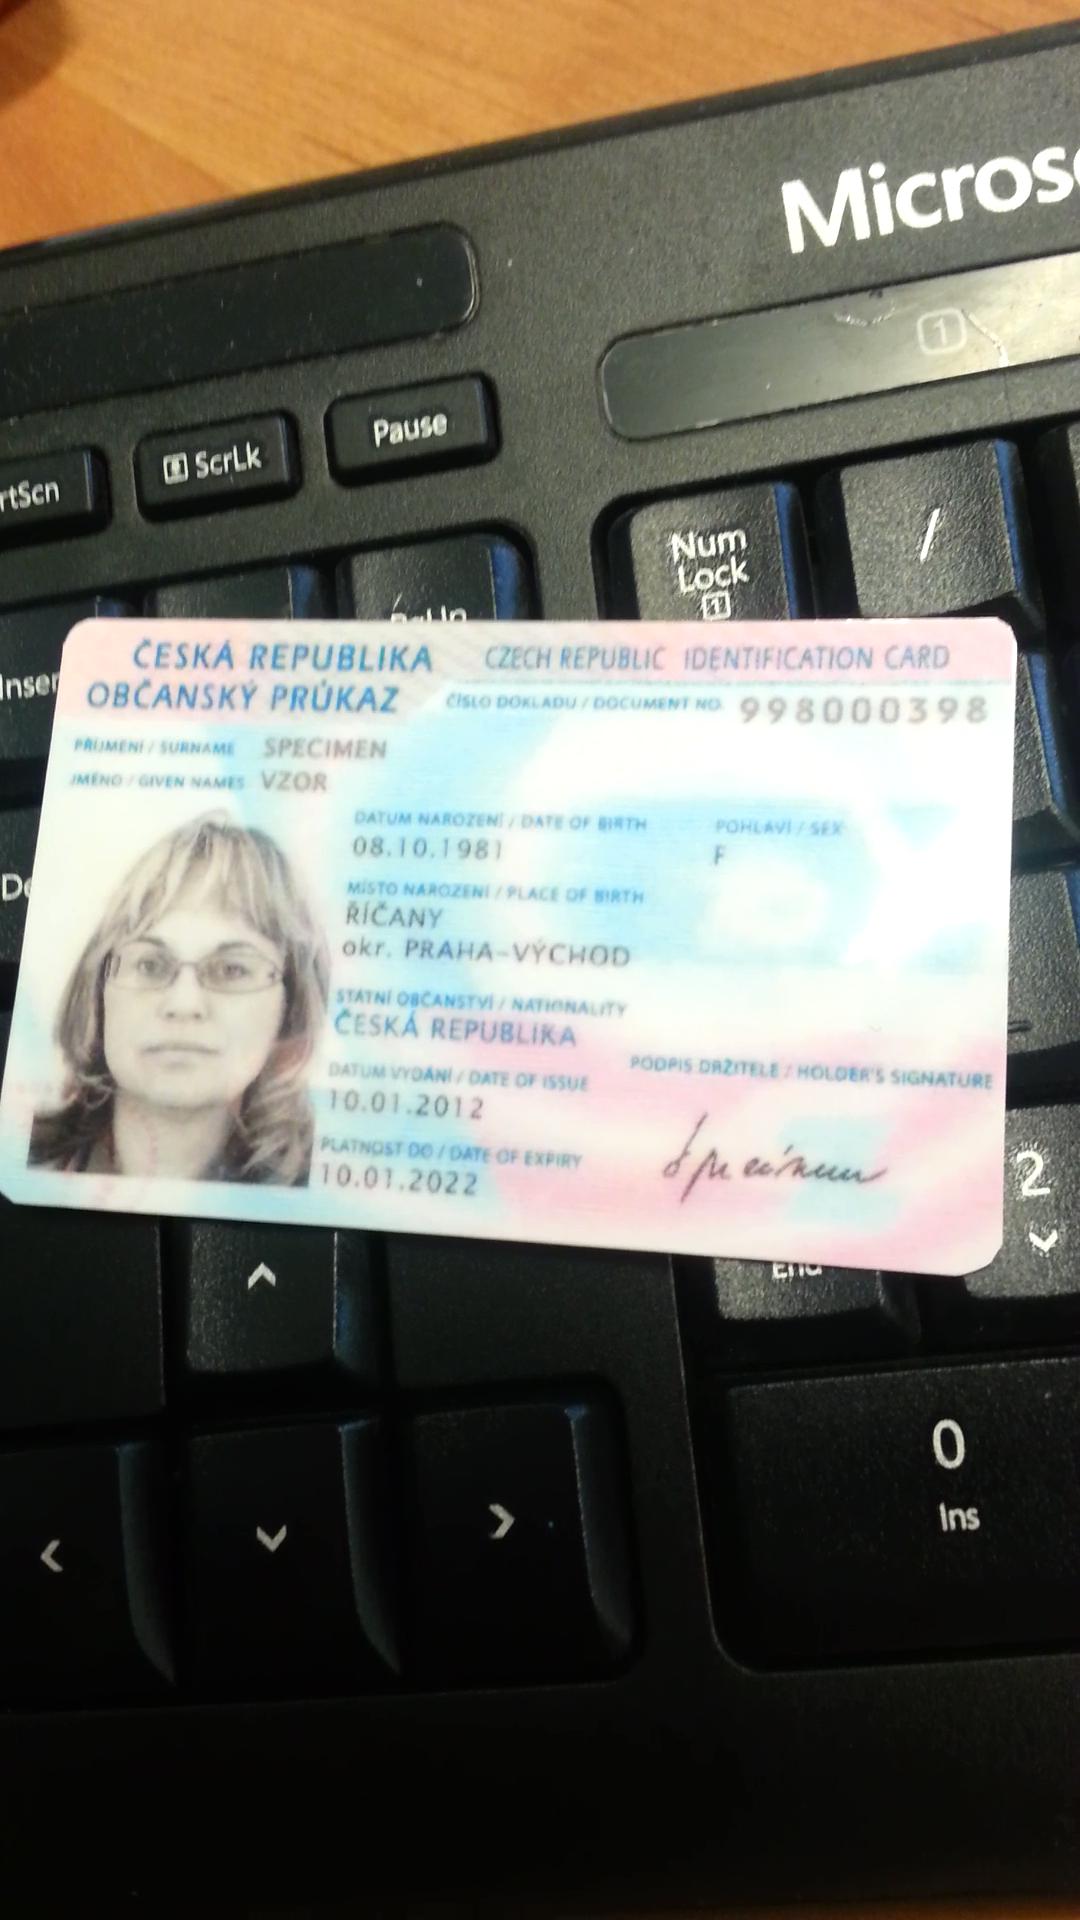 Microso
1
Pause
ScrLk
rtScn
Num
Lock
1
/
PgUp
Inser
ČESKÁ REPUBLIKA CZECH REPUBLIC IDENTIFICATION CARD
OBČANSKÝ PRŮKAZ ČÍSLO DOKLADU / DOCUMENT NO. 998000398
PŘÍJMENÍ / SURNAME SPECIMEN
JMÉNO / GIVEN NAMES VZOR
DATUM NAROZENÍ / DATE OF BIRTH POHLAVÍ / SEX
08.10.1981 F
De
MÍSTO NAROZENÍ / PLACE OF BIRTH
ŘÍČANY
okr. PRAHA-VÝCHOD
STÁTNÍ OBČANSTVÍ / NATIONALITY
ČESKÁ REPUBLIKA
PODPIS DRŽITELE / HOLDER'S SIGNATURE
DATUM VYDÁNÍ / DATE OF ISSUE
10.01.2012
PLATNOST DO / DATE OF EXPIRY
10.01.2022
Specimen
2
End
0
Ins